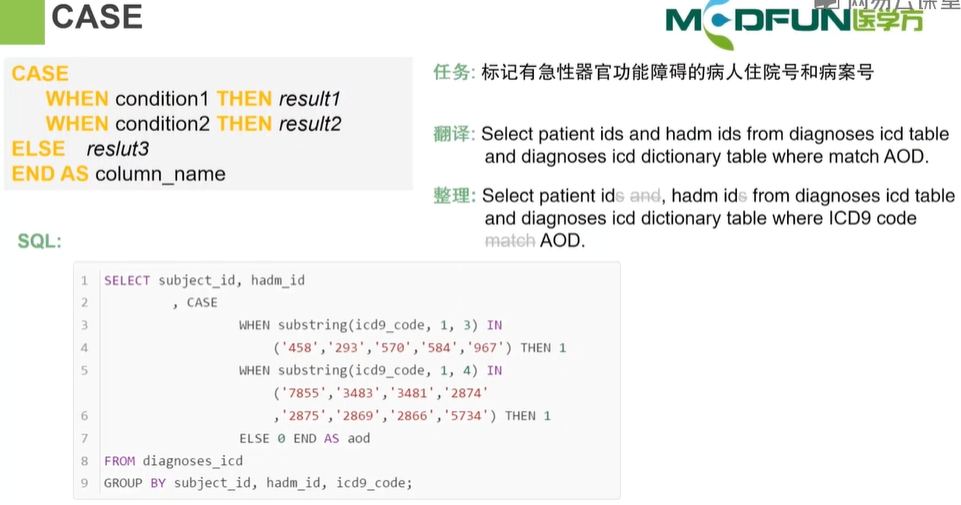 CASE
MEDFUN医学方
CASE
WHEN condition1 THEN result1
WHEN condition2 THEN result2
ELSE reslut3
END AS column_name
任务: 标记有急性器官功能障碍的病人住院号和病案号
翻译: Select patient ids and hadm ids from diagnoses icd table
and diagnoses icd dictionary table where match AOD.
整理: Select patient ids and, hadm ids from diagnoses icd table
and diagnoses icd dictionary table where ICD9 code
match AOD.
SQL:
1 SELECT subject_id, hadm_id
2 , CASE
3 WHEN substring(icd9_code, 1, 3) IN
4 ('458','293','570','584','967') THEN 1
5 WHEN substring(icd9_code, 1, 4) IN
('7855','3483','3481','2874'
6 ,'2875','2869','2866','5734') THEN 1
7 ELSE 0 END AS aod
8 FROM diagnoses_icd
9 GROUP BY subject_id, hadm_id, icd9_code;